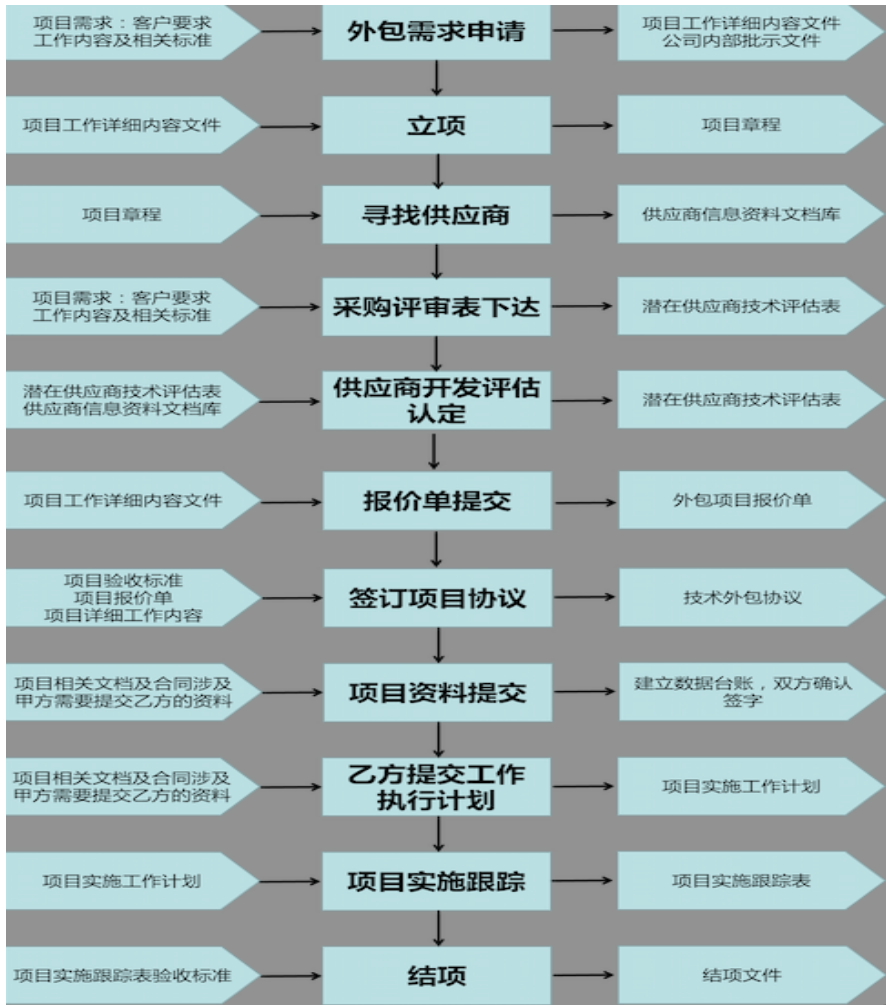 项目需求：客户要求
工作内容及相关标准
外包需求申请
项目工作详细内容文件
公司内部批示文件
项目工作详细内容文件
立项
项目章程
项目章程
寻找供应商
供应商信息资料文档库
项目需求：客户要求
工作内容及相关标准
采购评审表下达
潜在供应商技术评估表
潜在供应商技术评估表
供应商信息资料文档库
供应商开发评估
认定
潜在供应商技术评估表
项目工作详细内容文件
报价单提交
外包项目报价单
项目验收标准
项目报价单
项目详细工作内容
签订项目协议
技术外包协议
项目相关文档及合同涉及
甲方需要提交乙方的资料
项目资料提交
建立数据台账，双方确认
签字
项目相关文档及合同涉及
甲方需要提交乙方的资料
乙方提交工作
执行计划
项目实施工作计划
项目实施工作计划
项目实施跟踪
项目实施跟踪表
项目实施跟踪表验收标准
结项
结项文件